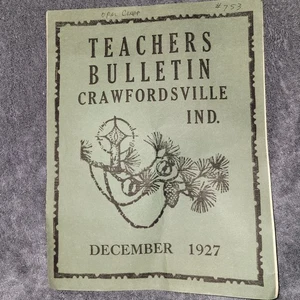 #753
TEACHERS
BULLETIN
CRAWFORDSVILLE
IND.
DECEMBER 1927